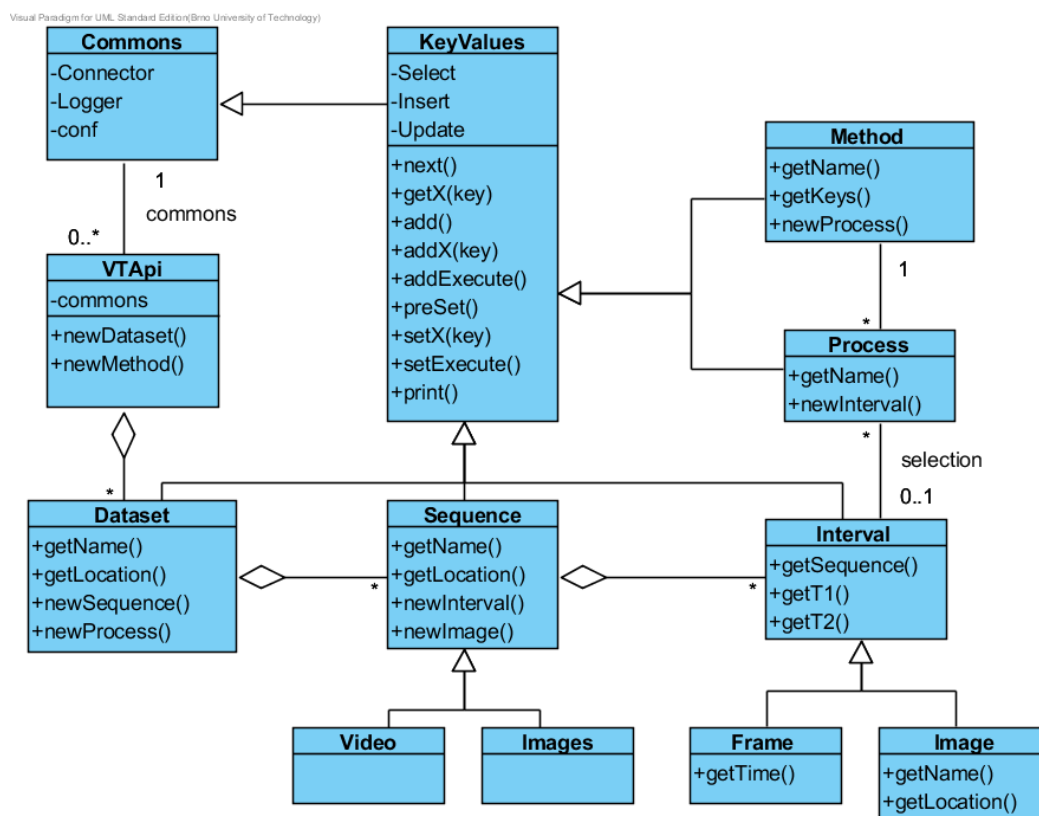 Visual Paradigm for UML Standard Edition(Brno University of Technology)
Commons
-Connector
-Logger
-conf
KeyValues
-Select
-Insert
-Update
+next()
+getX(key)
+add()
+addX(key)
+addExecute()
+preSet()
+setX(key)
+setExecute()
+print()
Method
+getName()
+getKeys()
+newProcess()
1
commons
0..*
VTApi
-commons
+newDataset()
+newMethod()
1
*
Process
+getName()
+newInterval()
*
selection
0..1
*
Dataset
+getName()
+getLocation()
+newSequence()
+newProcess()
*
Sequence
+getName()
+getLocation()
+newInterval()
+newImage()
*
Interval
+getSequence()
+getT1()
+getT2()
Video
Images
Frame
+getTime()
Image
+getName()
+getLocation()